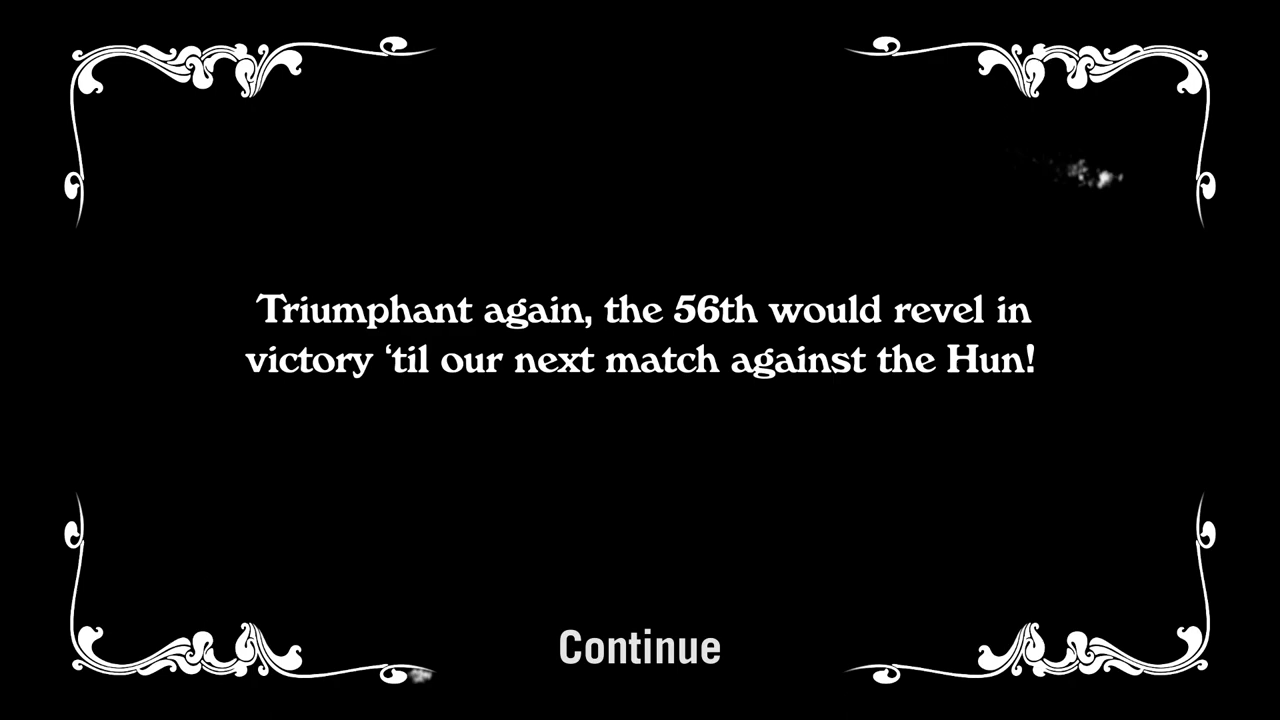 Triumphant again, the 56th would revel in
victory ‘til our next match against the Hun!
Continue